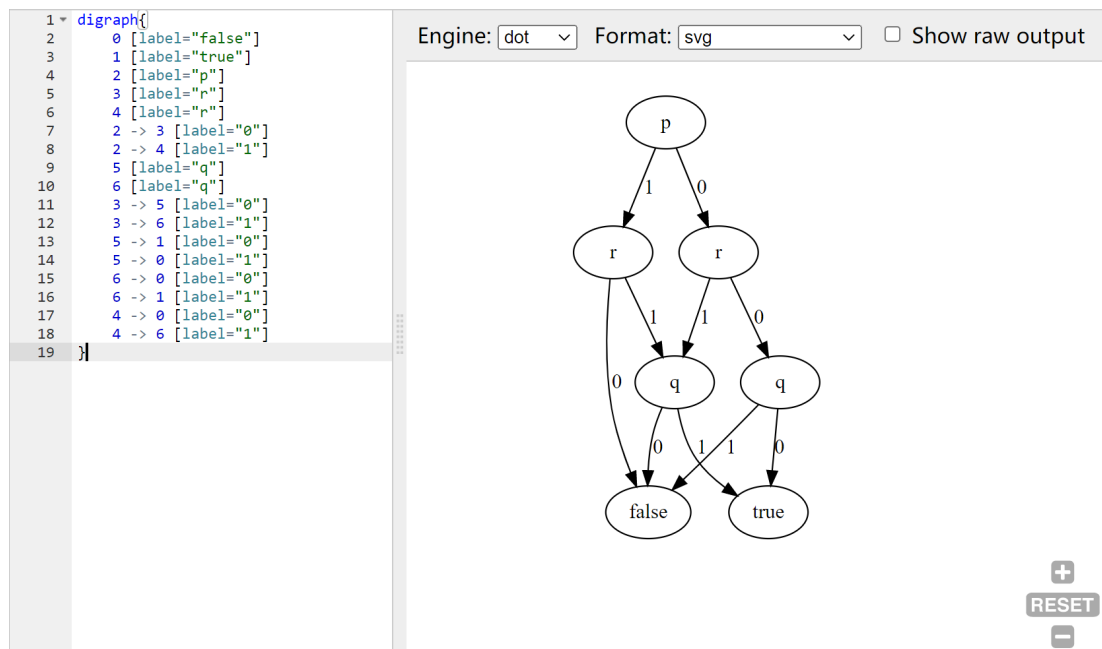 1 digraph{
2 0 [label="false"]
3 1 [label="true"]
4 2 [label="p"]
5 3 [label="r"]
6 4 [label="r"]
7 2 -> 3 [label="0"]
8 2 -> 4 [label="1"]
9 5 [label="q"]
10 6 [label="q"]
11 3 -> 5 [label="0"]
12 3 -> 6 [label="1"]
13 5 -> 1 [label="0"]
14 5 -> 0 [label="1"]
15 6 -> 0 [label="0"]
16 6 -> 1 [label="1"]
17 4 -> 0 [label="0"]
18 4 -> 6 [label="1"]
19 }
Engine: dot Format: svg Show raw output
p
1 0
r r
1 1 0
0 q q
0 1 1 0
false true
RESET